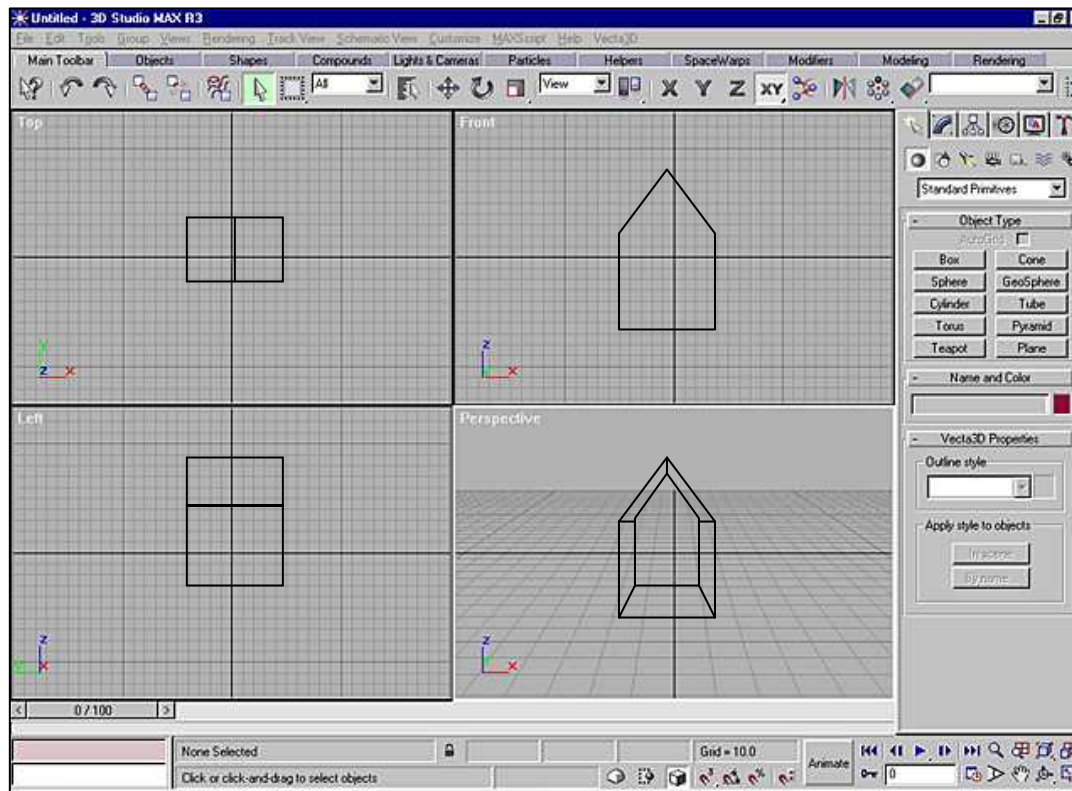 Untitled - 3D Studio MAX R3
File Edit Tools Group Views Rendering Track View Schematic View Customize MAXScript Help Vecta3D
Main Toolbar Objects Shapes Compounds Lights & Cameras Particles Helpers SpaceWarps Modifiers Modeling Rendering
All View X Y Z XY
Top Front
Standard Primitives
- Object Type
AutoGrid
Box Cone
Sphere GeoSphere
Cylinder Tube
Torus Pyramid
Teapot Plane
y
z x
z
x
- Name and Color
Left Perspective
- Vecta3D Properties
Outline style
Apply style to objects
In scene
by name
z
y x
z
x
< 0 / 100 >
None Selected Grid = 10.0
Animate
Click or click-and-drag to select objects 0